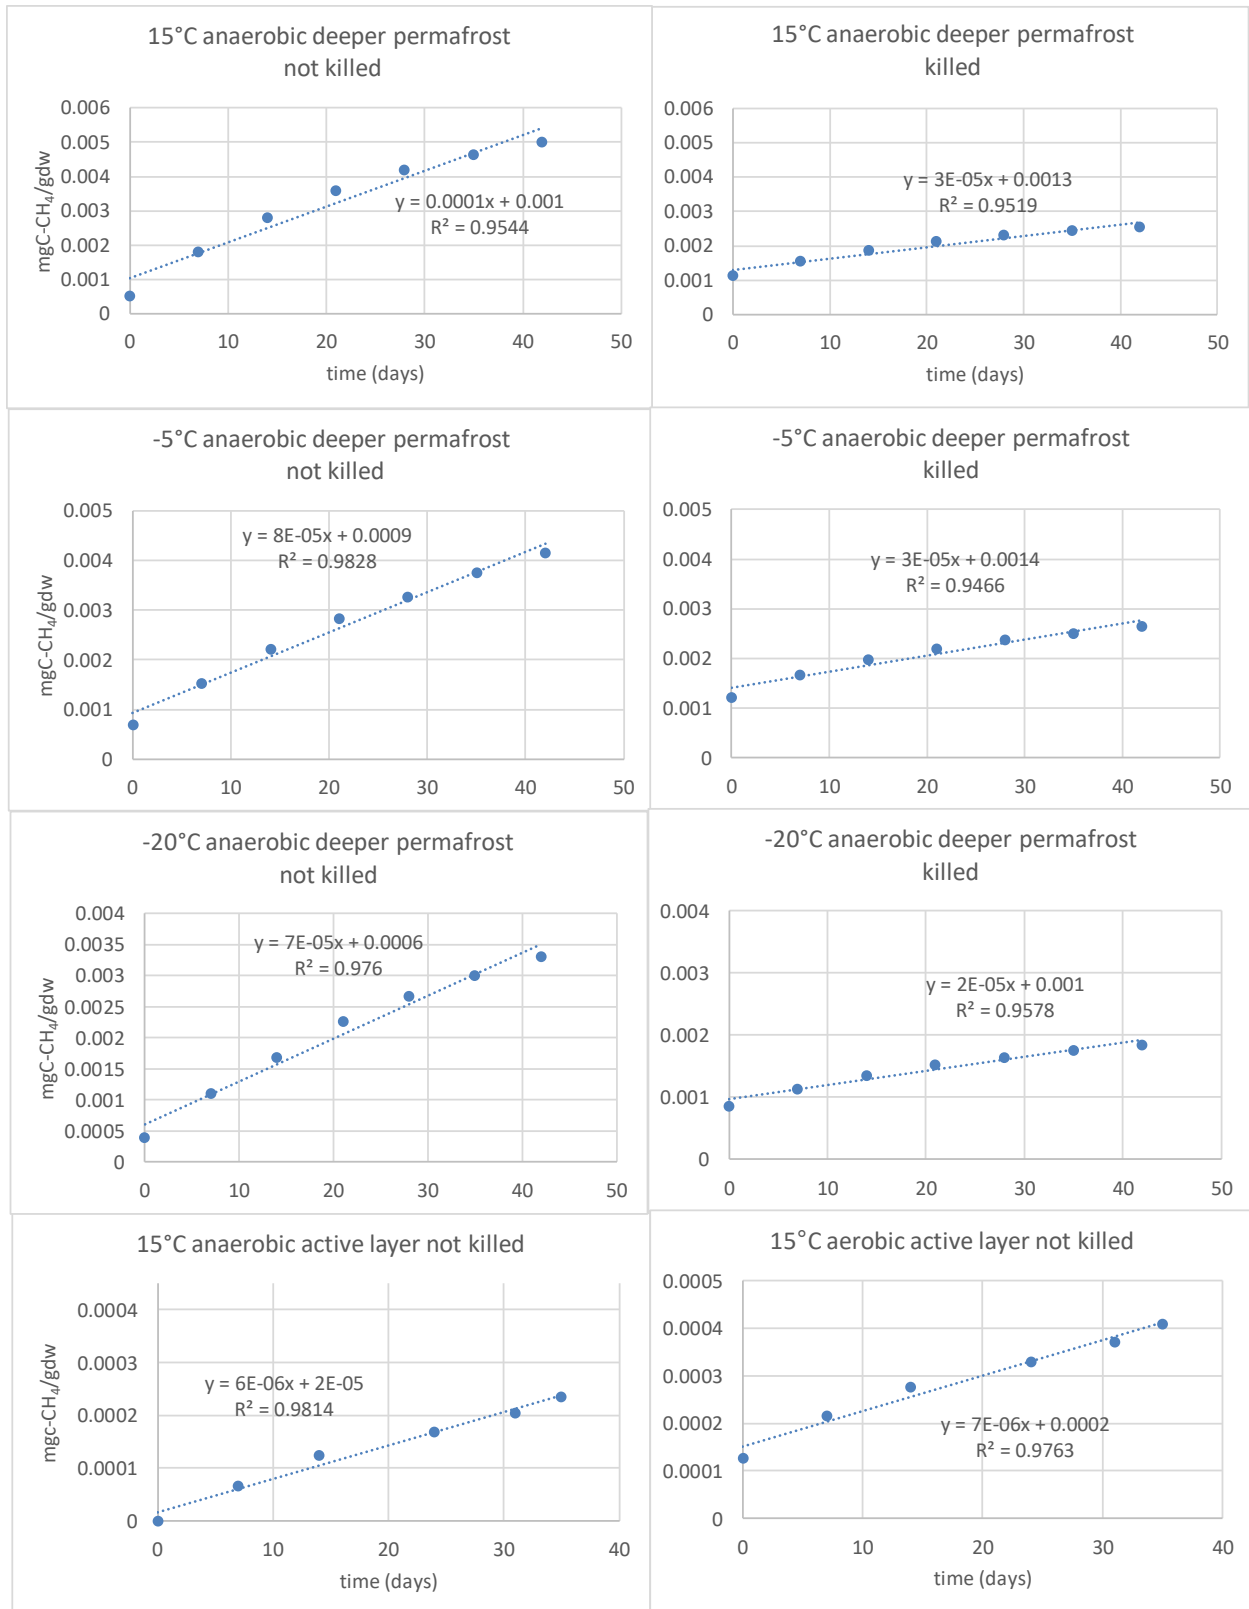 15°C anaerobic deeper permafrost
not killed
mgC-CH₄/gdw
0.006
0.005
0.004
0.003
0.002
0.001
0
y = 0.0001x + 0.001
R² = 0.9544
0 10 20 30 40 50
time (days)
15°C anaerobic deeper permafrost
killed
0.006
0.005
0.004
0.003
0.002
0.001
0
y = 3E-05x + 0.0013
R² = 0.9519
0 10 20 30 40 50
time (days)
-5°C anaerobic deeper permafrost
not killed
mgC-CH₄/gdw
0.005
0.004
0.003
0.002
0.001
0
y = 8E-05x + 0.0009
R² = 0.9828
0 10 20 30 40 50
-5°C anaerobic deeper permafrost
killed
0.005
0.004
0.003
0.002
0.001
0
y = 3E-05x + 0.0014
R² = 0.9466
0 10 20 30 40 50
-20°C anaerobic deeper permafrost
not killed
mgC-CH₄/gdw
0.004
0.0035
0.003
0.0025
0.002
0.0015
0.001
0.0005
0
y = 7E-05x + 0.0006
R² = 0.976
0 10 20 30 40 50
-20°C anaerobic deeper permafrost
killed
0.004
0.003
0.002
0.001
0
y = 2E-05x + 0.001
R² = 0.9578
0 10 20 30 40 50
15°C anaerobic active layer not killed
mgc-CH₄/gdw
0.0004
0.0003
0.0002
0.0001
0
y = 6E-06x + 2E-05
R² = 0.9814
0 10 20 30 40
time (days)
15°C aerobic active layer not killed
0.0005
0.0004
0.0003
0.0002
0.0001
0
y = 7E-06x + 0.0002
R² = 0.9763
0 10 20 30 40
time (days)